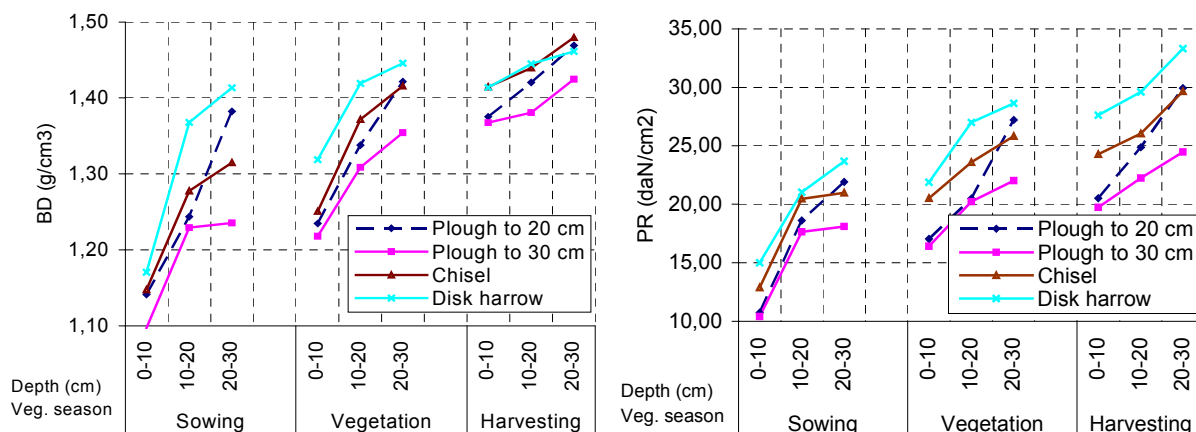 BD (g/cm3)
1,50
1,40
1,30
1,20
1,10
Plough to 20 cm
Plough to 30 cm
Chisel
Disk harrow
0-10
10-20
20-30
0-10
10-20
20-30
0-10
10-20
20-30
Depth (cm)
Veg. season
Sowing
Vegetation
Harvesting
PR (daN/cm2)
35,00
30,00
25,00
20,00
15,00
10,00
Plough to 20 cm
Plough to 30 cm
Chisel
Disk harrow
0-10
10-20
20-30
0-10
10-20
20-30
0-10
10-20
20-30
Depth (cm)
Veg. season
Sowing
Vegetation
Harvesting